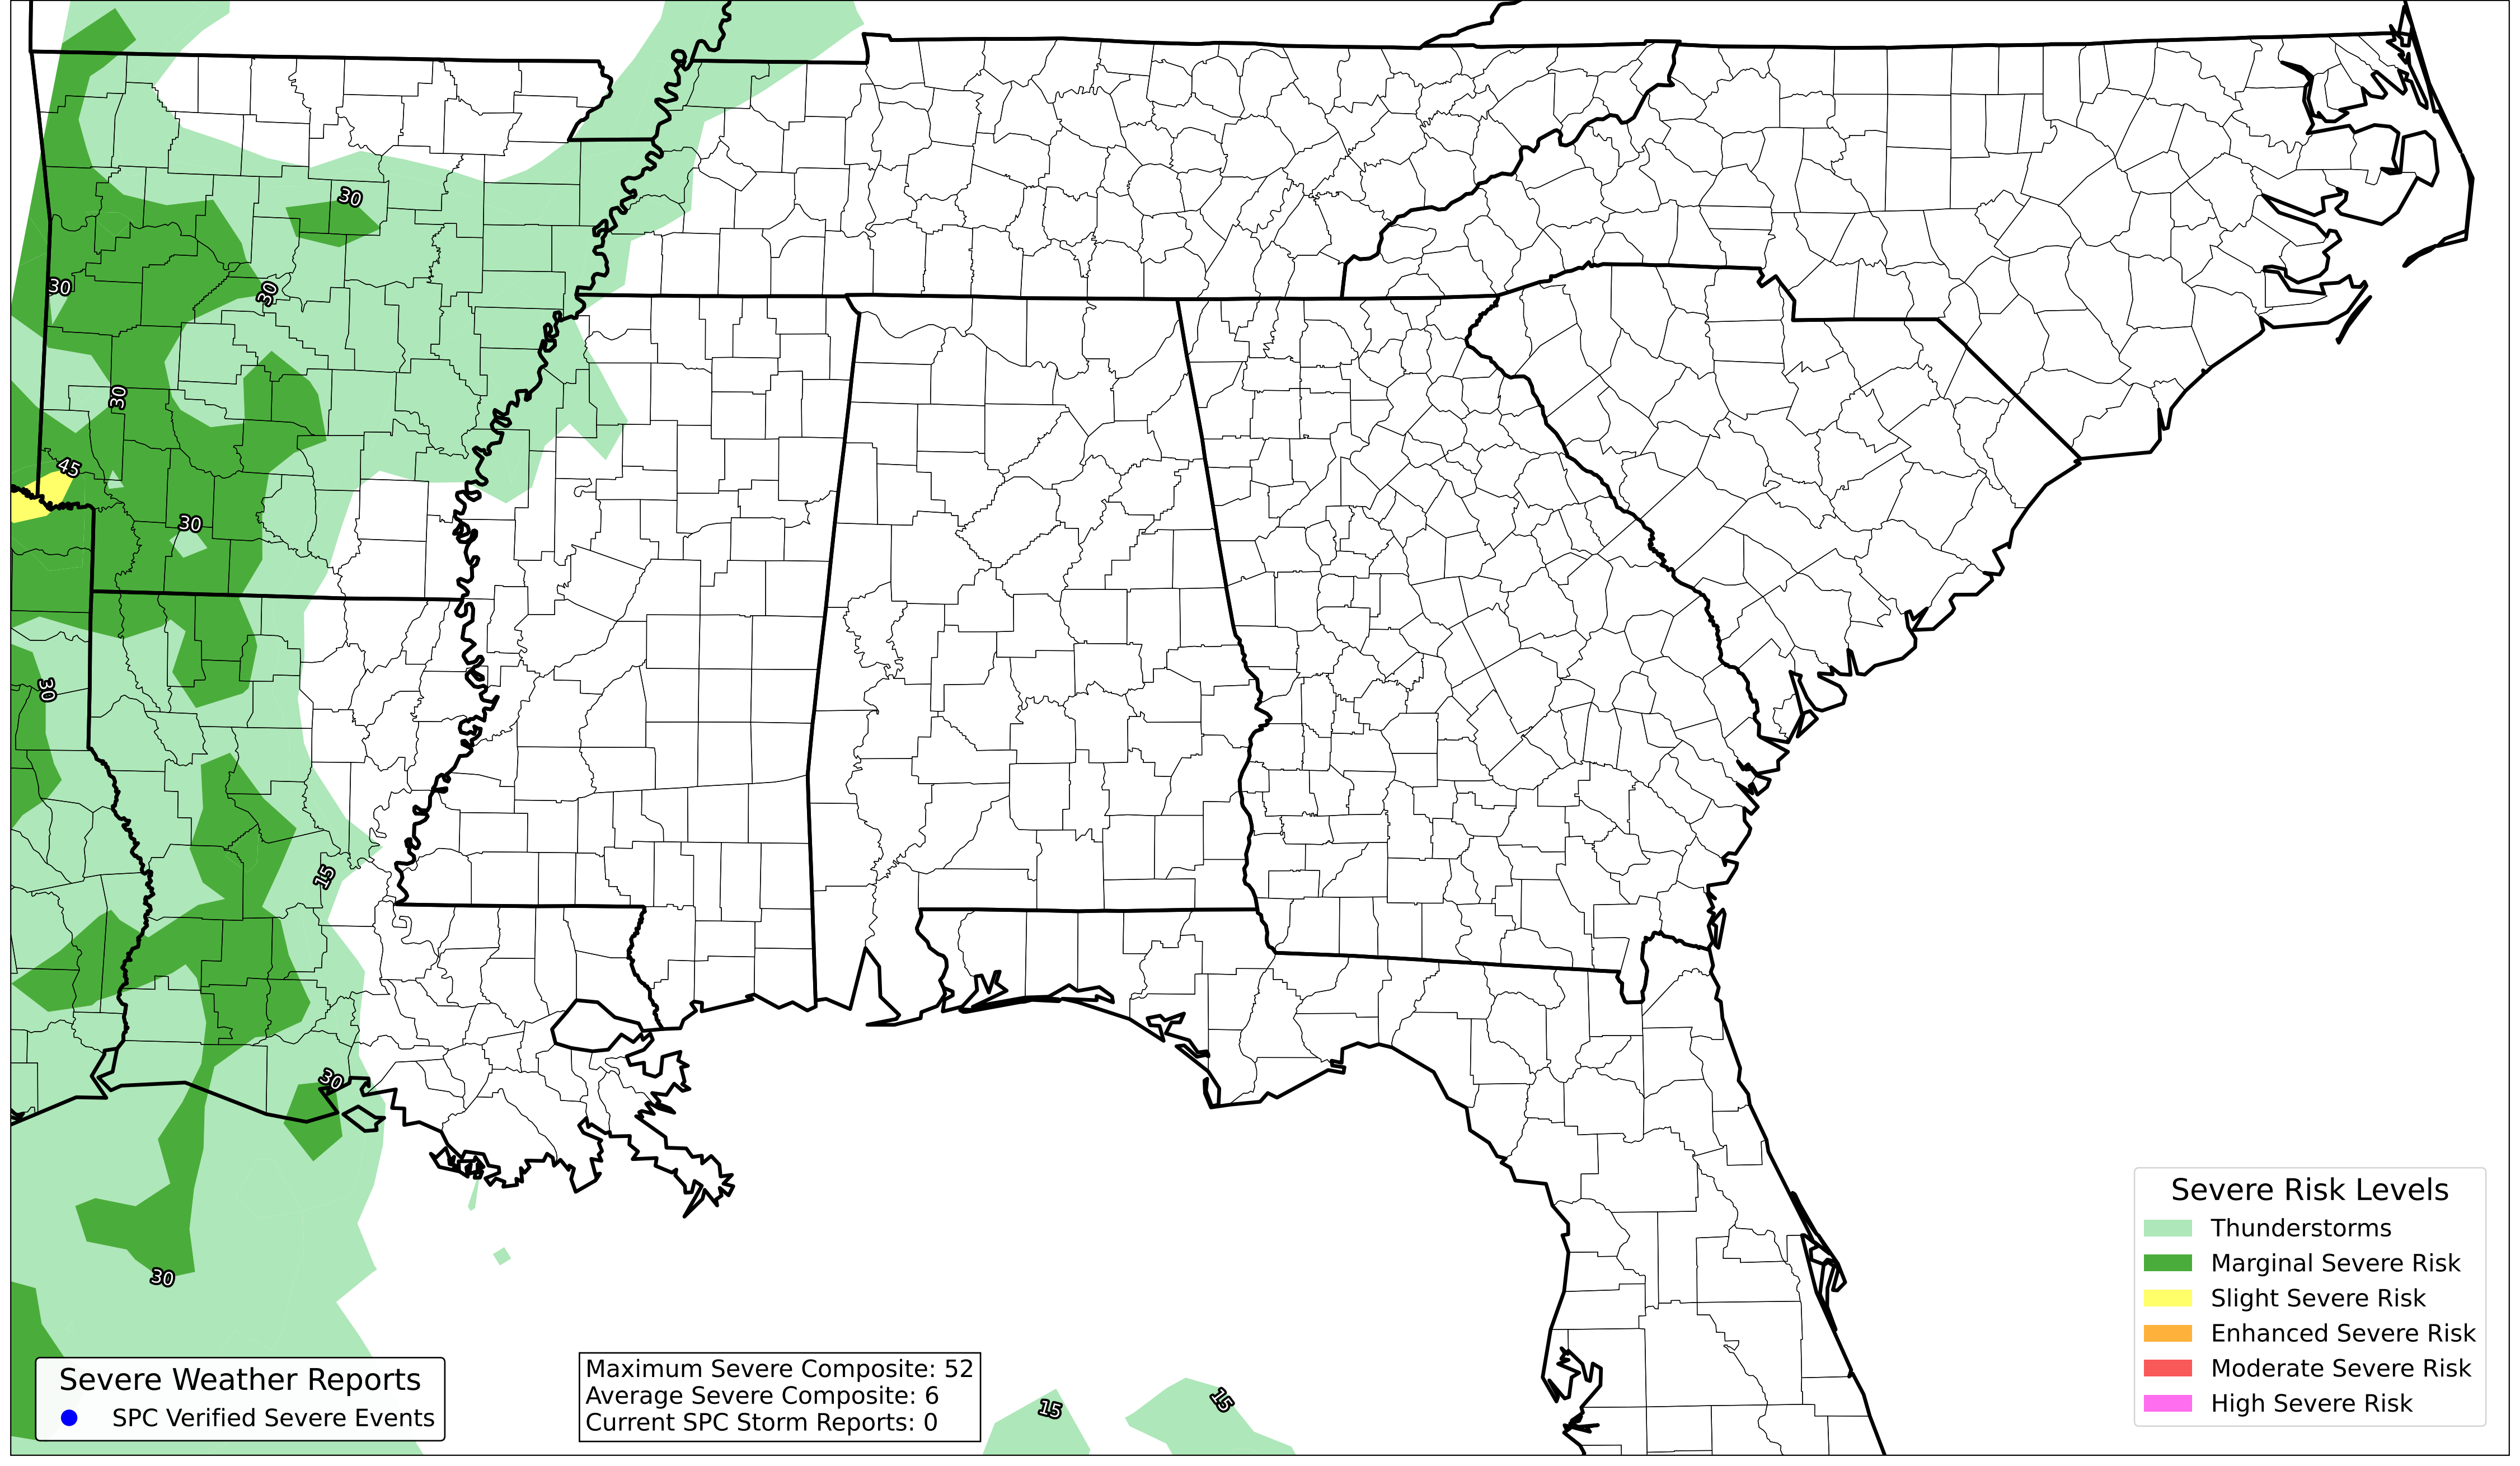 30
30
30
30
45
30
30
15
30
30
15
15
Severe Weather Reports
SPC Verified Severe Events
Maximum Severe Composite: 52
Average Severe Composite: 6
Current SPC Storm Reports: 0
Severe Risk Levels
Thunderstorms
Marginal Severe Risk
Slight Severe Risk
Enhanced Severe Risk
Moderate Severe Risk
High Severe Risk